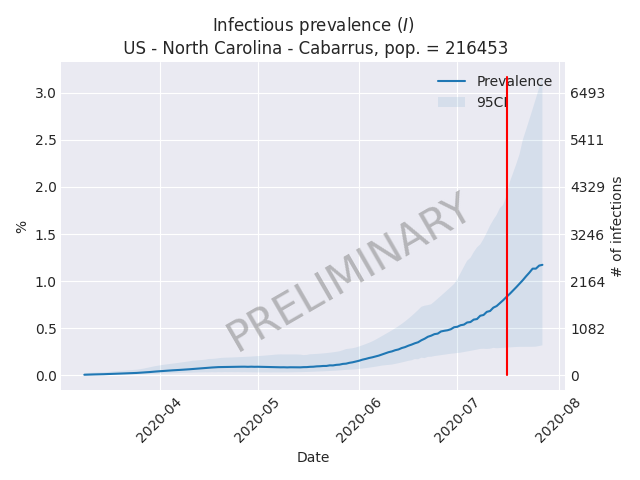 Infectious prevalence (I)
US - North Carolina - Cabarrus, pop. = 216453
Prevalence
95CI
3.0
2.5
2.0
1.5
1.0
0.5
0.0
%
6493
5411
4329
3246
2164
1082
0
# of infections
PRELIMINARY
2020-04
2020-05
2020-06
2020-07
2020-08
Date